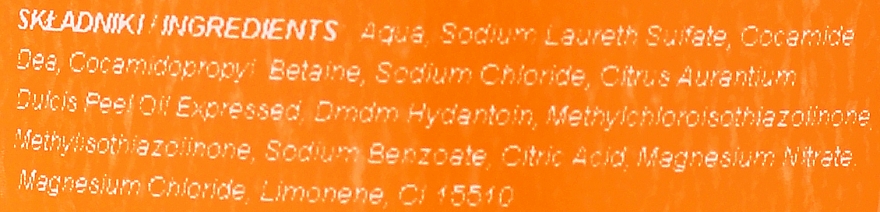 SKŁADNIKI / INGREDIENTS Aqua, Sodium Laureth Sulfate, Cocamide
Dea, Cocamidopropyl Betaine, Sodium Chloride, Citrus Aurantium
Dulcis Peel Oil Expressed, Dmdm Hydantoin, Methylchloroisothiazolinone,
Methylisothiazolinone, Sodium Benzoate, Citric Acid, Magnesium Nitrate,
Magnesium Chloride, Limonene, CI 15510